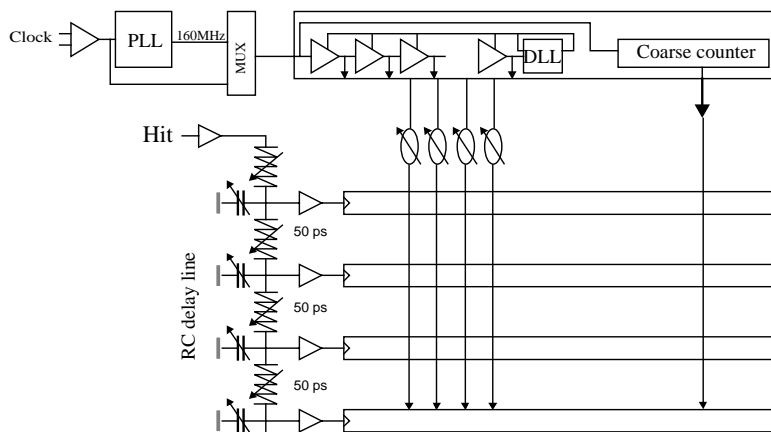 Clock
PLL
160MHz
MUX
DLL
Coarse counter
Hit
50 ps
50 ps
50 ps
RC delay line